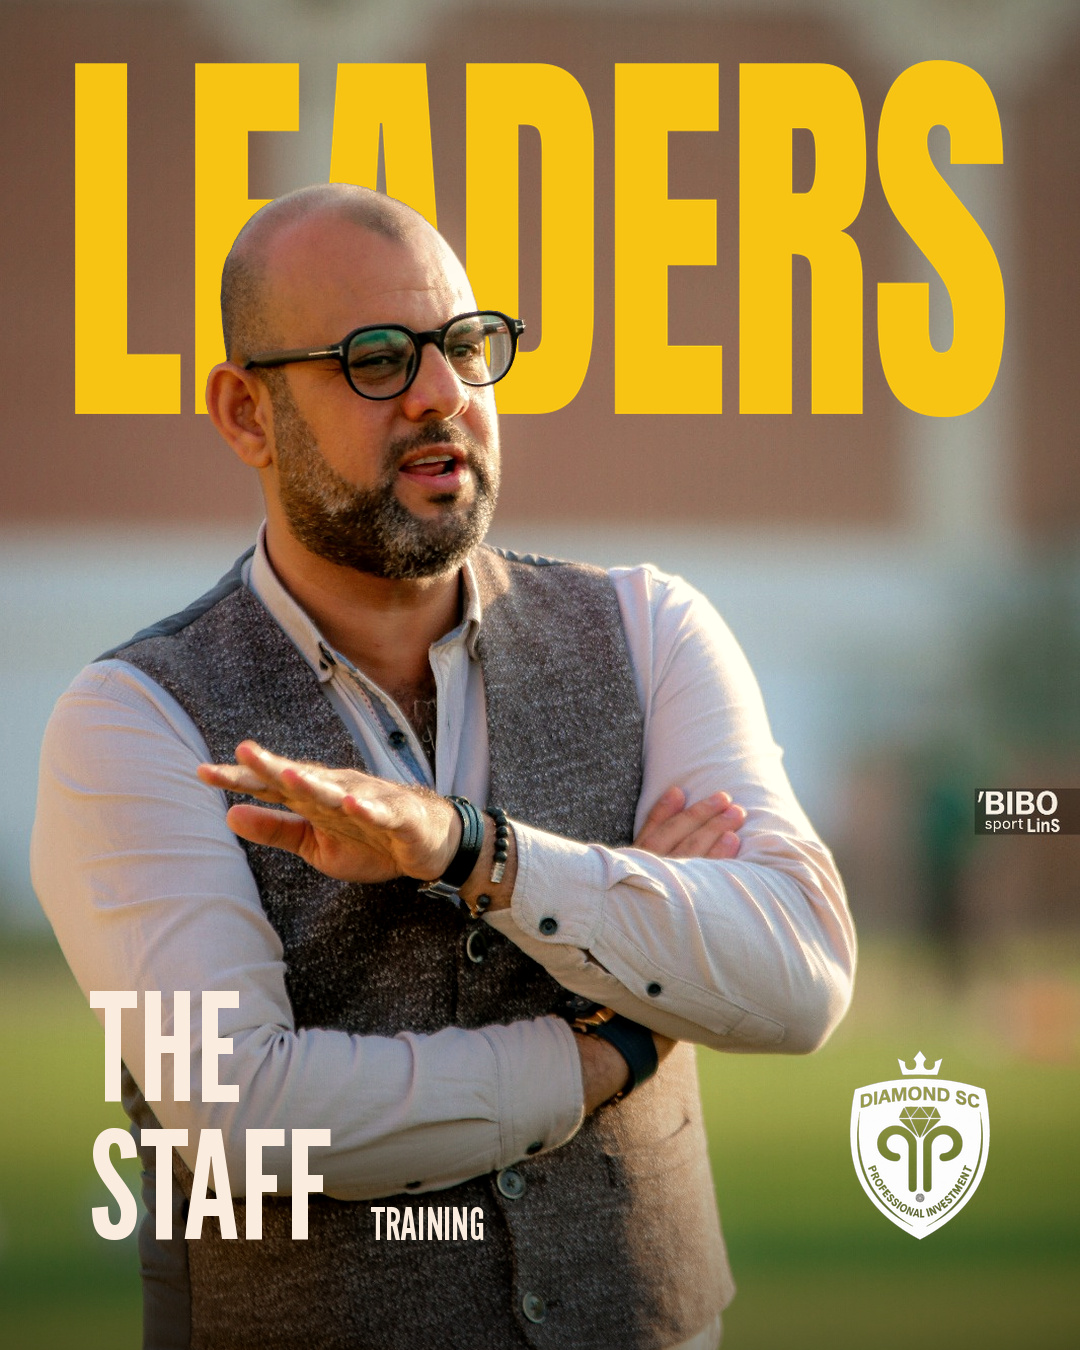 LEADERS
'BIBO
sport LinS
THE
STAFF
TRAINING
DIAMOND SC
PROFESSIONAL INVESTMENT